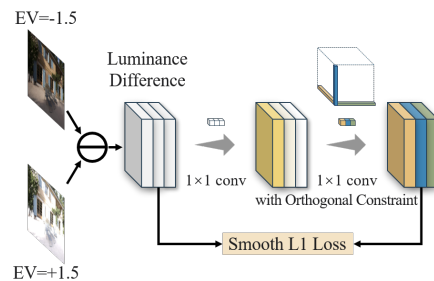 EV=-1.5
Luminance
Difference
1×1 conv
1×1 conv
with Orthogonal Constraint
Smooth L1 Loss
EV=+1.5